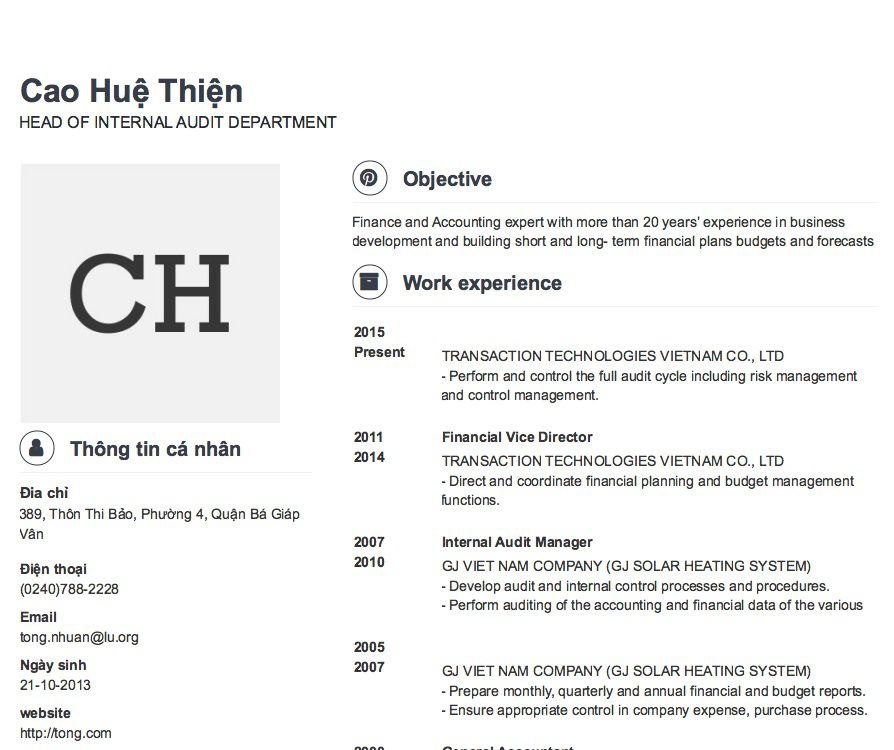 Cao Huệ Thiện
HEAD OF INTERNAL AUDIT DEPARTMENT
CH
Thông tin cá nhân
Đia chỉ
389, Thôn Thi Bảo, Phường 4, Quận Bá Giáp
Vân
Điện thoại
(0240)788-2228
Email
tong.nhuan@lu.org
Ngày sinh
21-10-2013
website
http://tong.com
Objective
Finance and Accounting expert with more than 20 years' experience in business
development and building short and long- term financial plans budgets and forecasts
Work experience
2015
Present
TRANSACTION TECHNOLOGIES VIETNAM CO., LTD
- Perform and control the full audit cycle including risk management
and control management.
2011
2014
Financial Vice Director
TRANSACTION TECHNOLOGIES VIETNAM CO., LTD
- Direct and coordinate financial planning and budget management
functions.
2007
2010
Internal Audit Manager
GJ VIET NAM COMPANY (GJ SOLAR HEATING SYSTEM)
- Develop audit and internal control processes and procedures.
- Perform auditing of the accounting and financial data of the various
2005
2007
GJ VIET NAM COMPANY (GJ SOLAR HEATING SYSTEM)
- Prepare monthly, quarterly and annual financial and budget reports.
- Ensure appropriate control in company expense, purchase process.
General Accountant